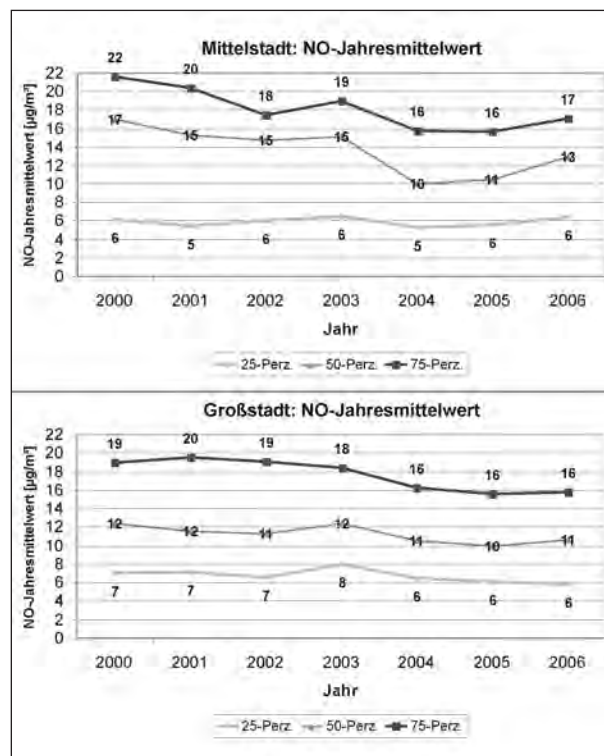 Mittelstadt: NO-Jahresmittelwert
NO-Jahresmittelwert [µg/m³]
22
20
18
16
14
12
10
8
6
4
2
0
22 20 18 19 16 16 17
17 15 15 15 10 11 13
6 5 6 6 5 6 6
2000 2001 2002 2003 2004 2005 2006
Jahr
25-Perz. 50-Perz. 75-Perz.
Großstadt: NO-Jahresmittelwert
NO-Jahresmittelwert [µg/m³]
22
20
18
16
14
12
10
8
6
4
2
0
19 20 19 18 16 16 16
12 12 11 12 11 10 11
7 7 7 8 6 6 6
2000 2001 2002 2003 2004 2005 2006
Jahr
25-Perz. 50-Perz. 75-Perz.